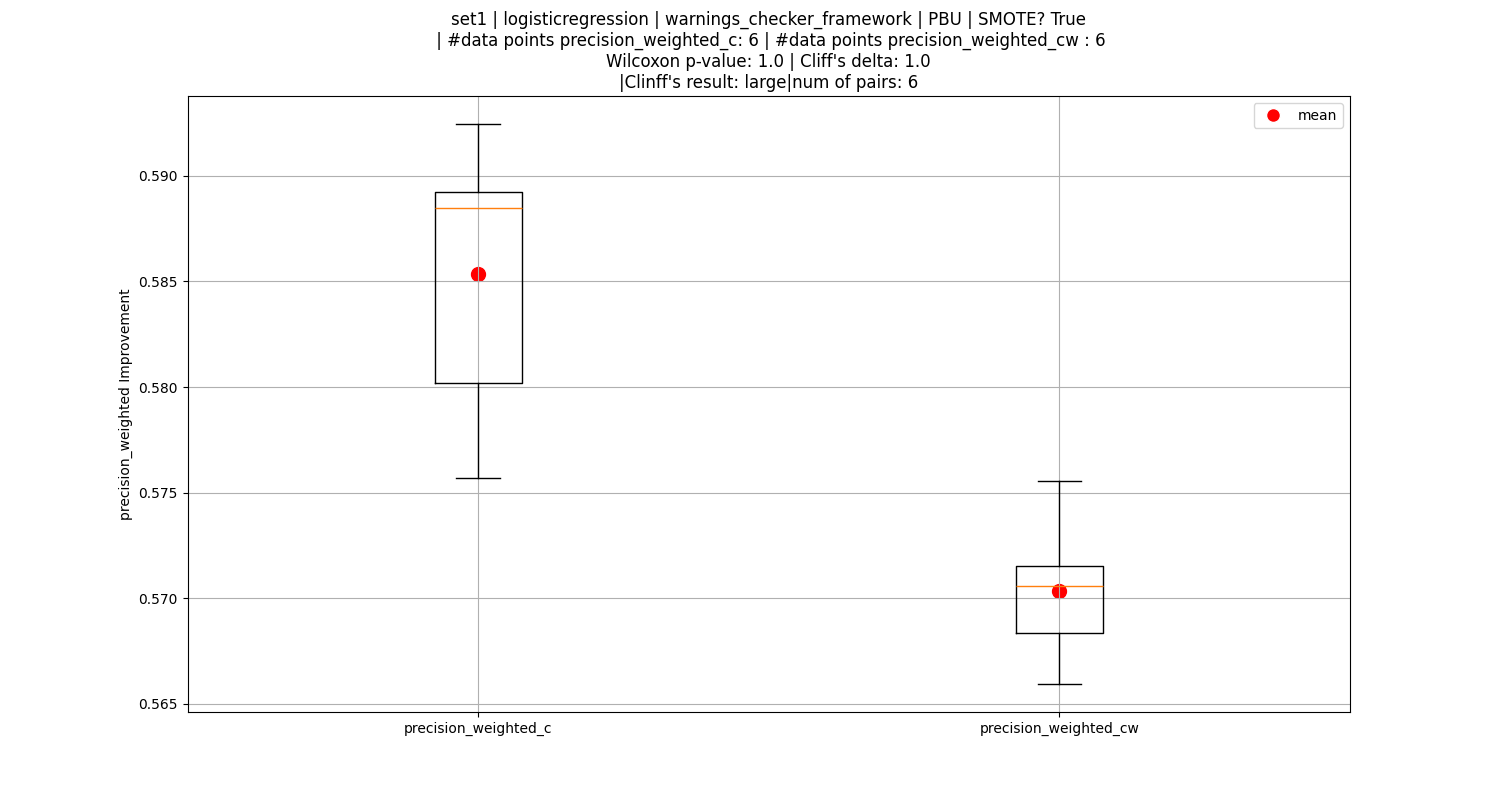 set1 | logisticregression | warnings_checker_framework | PBU | SMOTE? True
| #data points precision_weighted_c: 6 | #data points precision_weighted_cw : 6
Wilcoxon p-value: 1.0 | Cliff's delta: 1.0
|Clinff's result: large|num of pairs: 6
mean
0.590
0.585
0.580
0.575
0.570
0.565
precision_weighted Improvement
precision_weighted_c
precision_weighted_cw